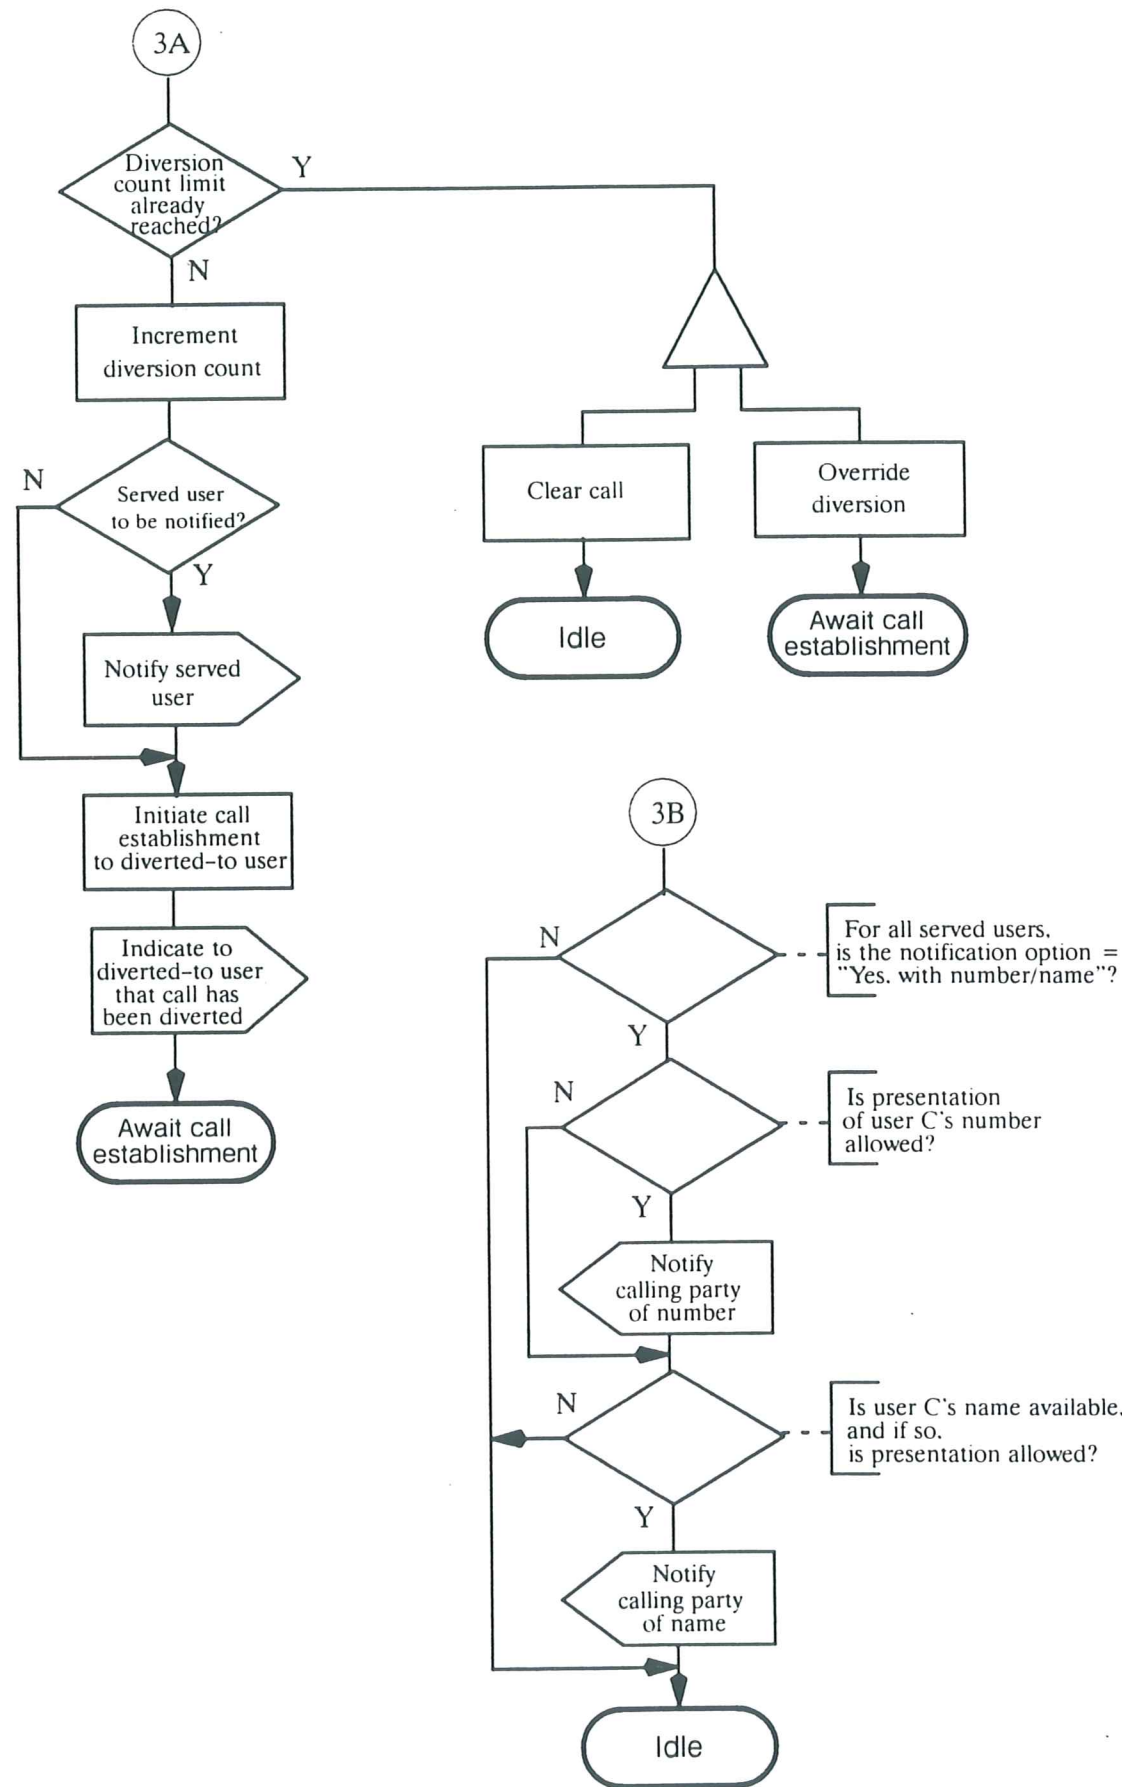 3A
Diversion
count limit
already
reached?
Y
N
Increment
diversion count
Served user
to be notified?
N
Y
Notify served
user
Initiate call
establishment
to diverted-to user
Indicate to
diverted-to user
that call has
been diverted
Await call
establishment
Clear call
Idle
Override
diversion
Await call
establishment
3B
For all served users,
is the notification option =
"Yes, with number/name"?
N
Y
Is presentation
of user C's number
allowed?
N
Y
Notify
calling party
of number
Is user C's name available,
and if so,
is presentation allowed?
N
Y
Notify
calling party
of name
Idle